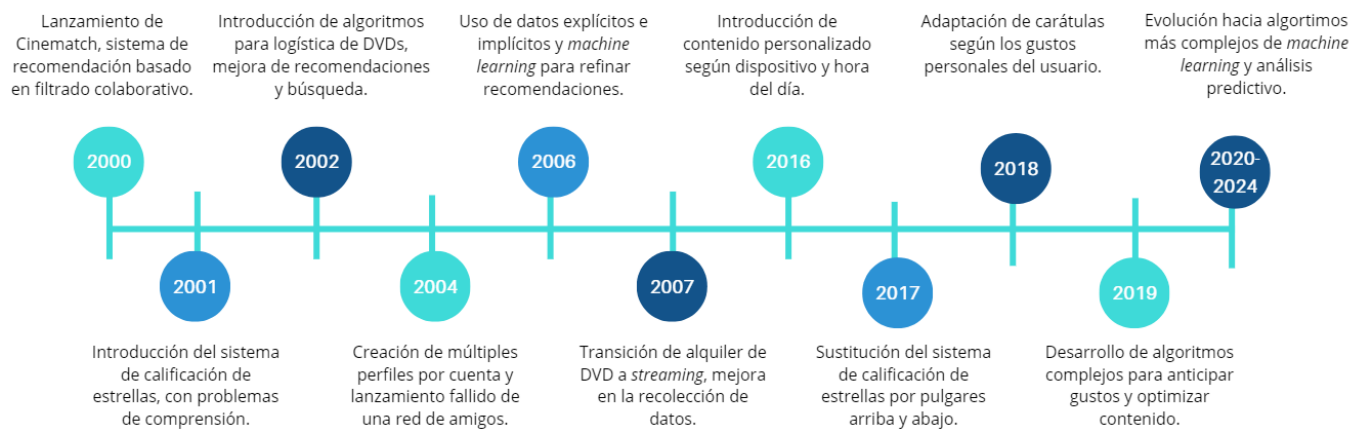 Lanzamiento de
Cinematch, sistema de
recomendación basado
en filtrado colaborativo.
Introducción de algoritmos
para logística de DVDs,
mejora de recomendaciones
y búsqueda.
Uso de datos explícitos e
implícitos y machine
learning para refinar
recomendaciones.
Introducción de
contenido personalizado
según dispositivo y hora
del día.
Adaptación de carátulas
según los gustos
personales del usuario.
Evolución hacia algortimos
más complejos de machine
learning y análisis
predictivo.
2000
2002
2006
2016
2018
2020-
2024
2001
2004
2007
2017
2019
Introducción del sistema
de calificación de
estrellas, con problemas
de comprensión.
Creación de múltiples
perfiles por cuenta y
lanzamiento fallido de
una red de amigos.
Transición de alquiler de
DVD a streaming, mejora
en la recolección de
datos.
Sustitución del sistema
de calificación de
estrellas por pulgares
arriba y abajo.
Desarrollo de algoritmos
complejos para anticipar
gustos y optimizar
contenido.